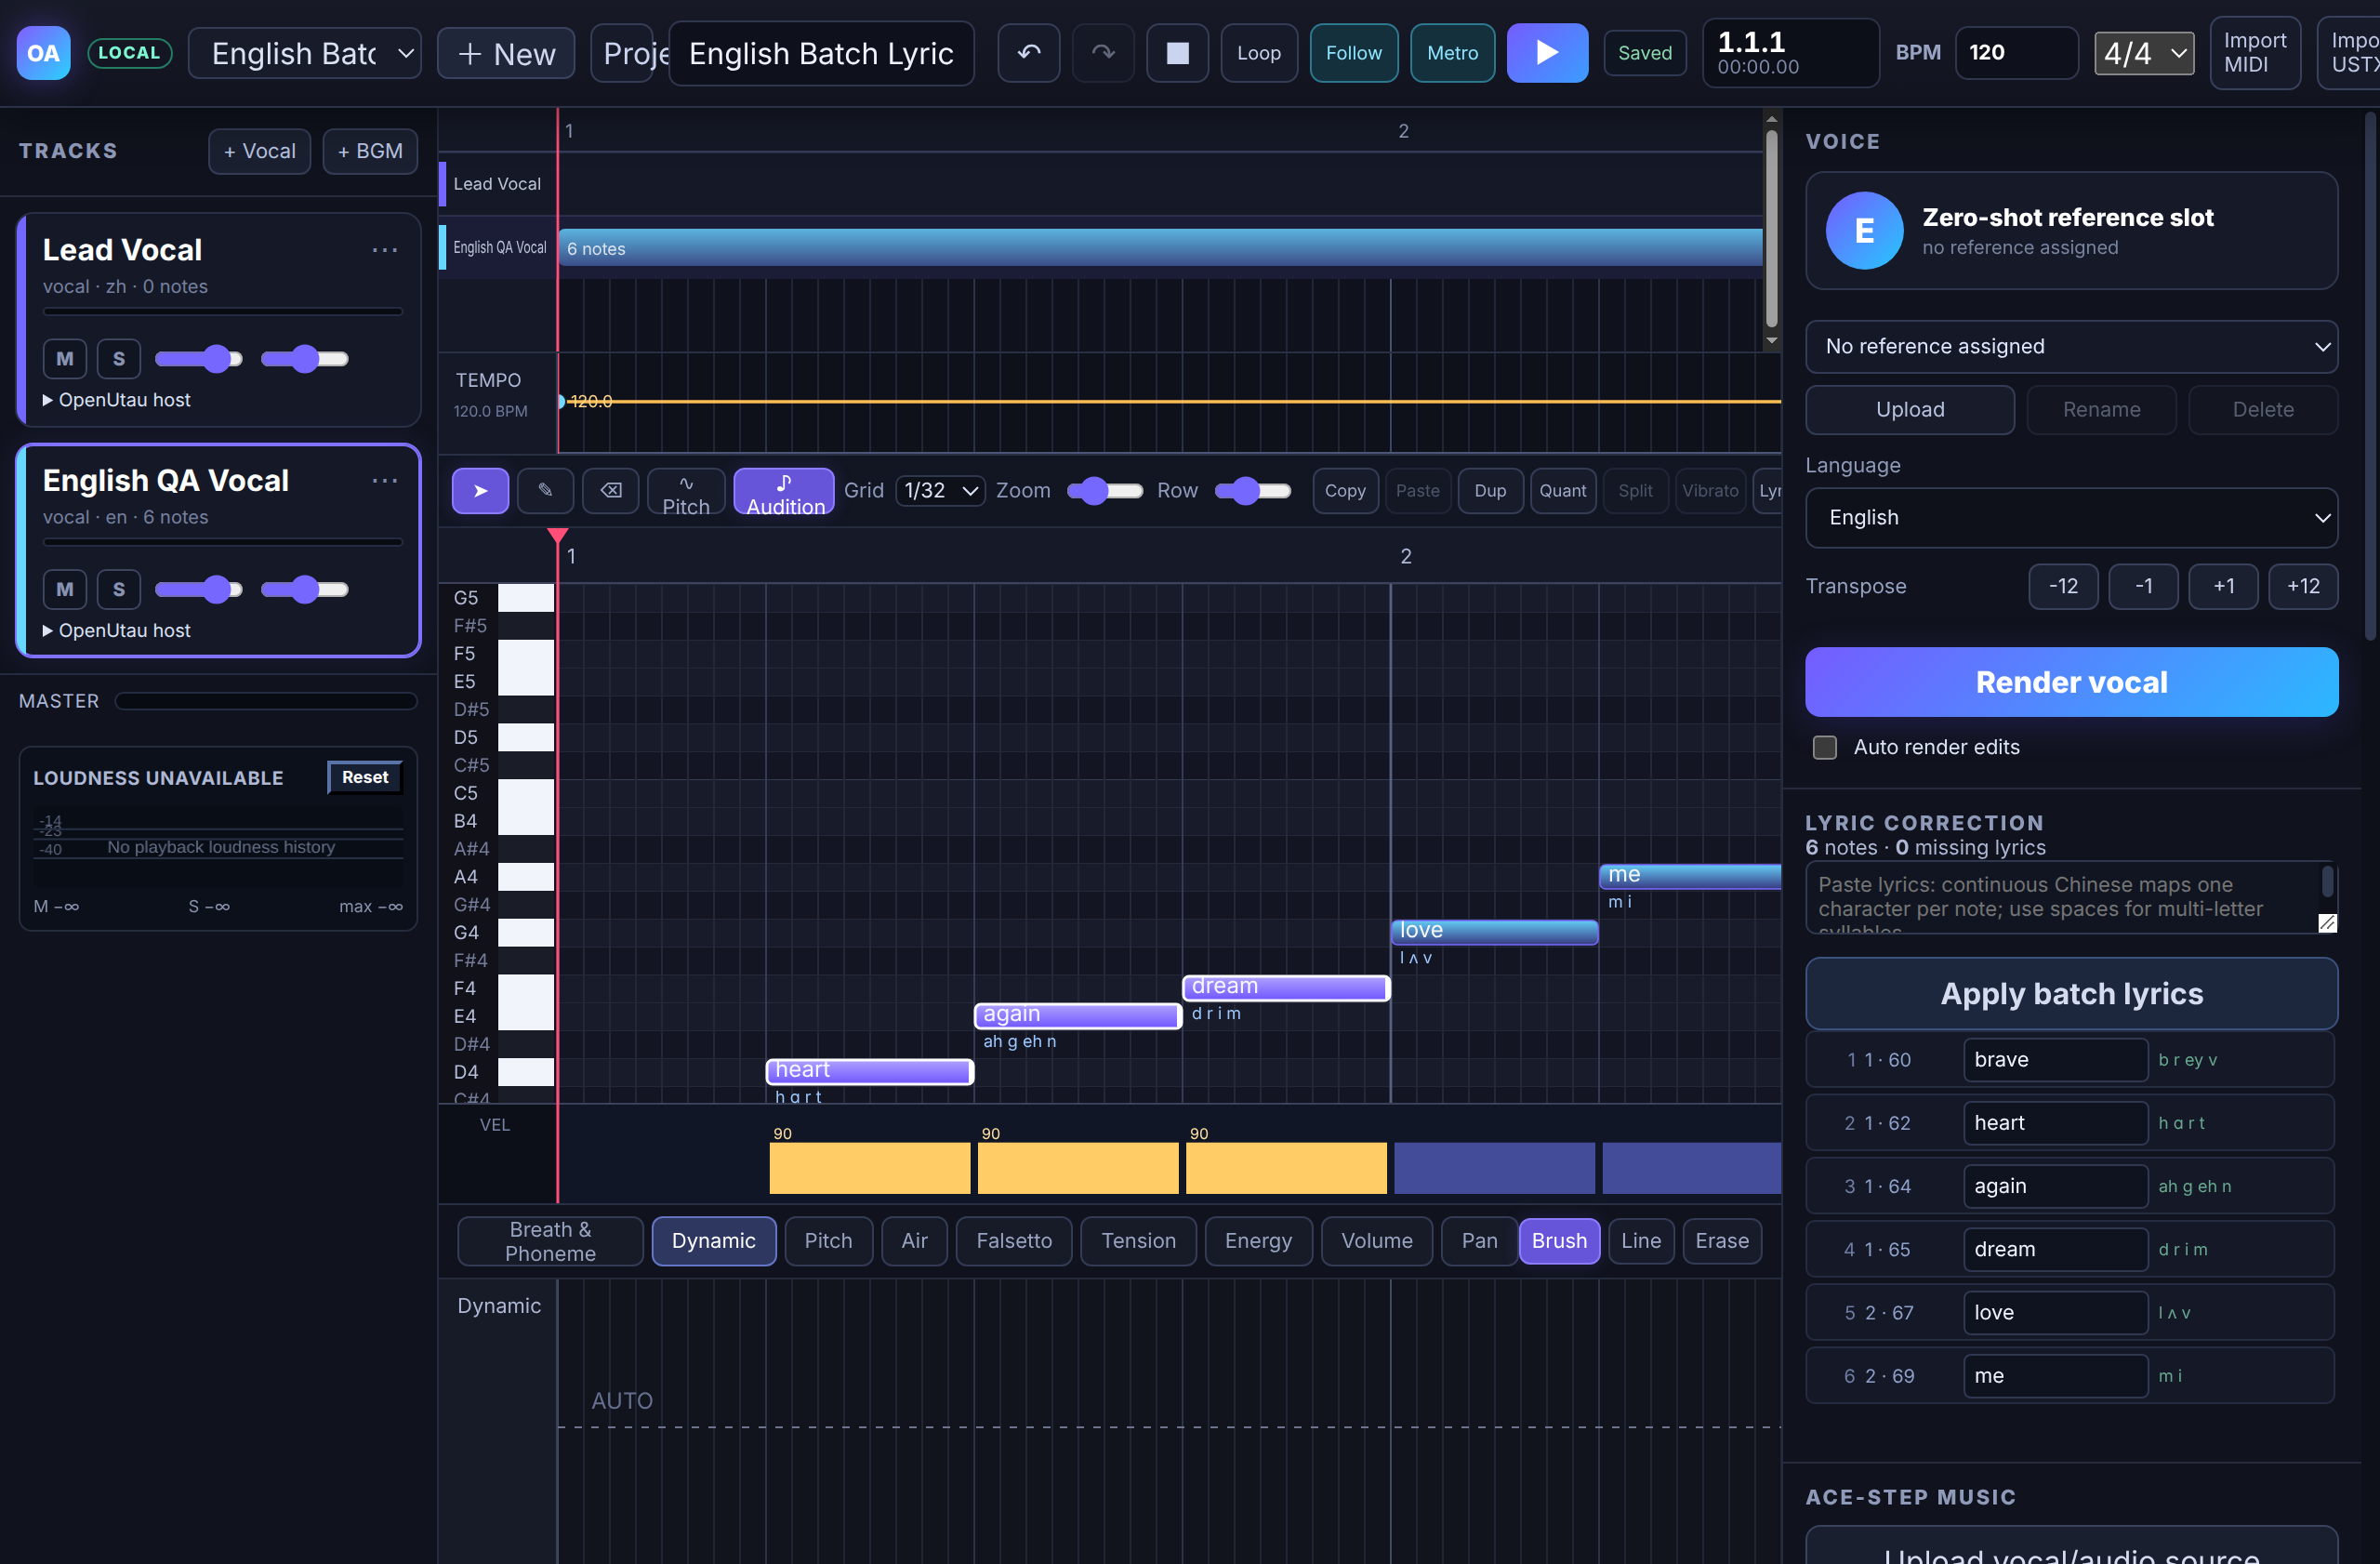 OA
LOCAL
English Batc
+ New
Proje
English Batch Lyric
Loop
Follow
Metro
Saved
1.1.1
00:00.00
BPM
120
4/4
Import
MIDI
Impo
USTX
TRACKS
+ Vocal
+ BGM
Lead Vocal
...
vocal · zh · 0 notes
M
S
OpenUtau host
English QA Vocal
...
vocal · en · 6 notes
M
S
OpenUtau host
MASTER
LOUDNESS UNAVAILABLE
Reset
-14
-23
-40
No playback loudness history
M -∞
S -∞
max -∞
1
2
Lead Vocal
English QA Vocal
6 notes
TEMPO
120.0 BPM
120.0
Pitch
Audition
Grid
1/32
Zoom
Row
Copy
Paste
Dup
Quant
Split
Vibrato
Lyr
1
2
G5
F#5
F5
E5
D#5
D5
C#5
C5
B4
A#4
A4
G#4
G4
F#4
F4
E4
D#4
D4
C#4
me
m i
love
l ʌ v
dream
d r i m
again
ah g eh n
heart
h ɑ r t
VEL
90
90
90
Breath &
Phoneme
Dynamic
Pitch
Air
Falsetto
Tension
Energy
Volume
Pan
Brush
Line
Erase
Dynamic
AUTO
VOICE
E
Zero-shot reference slot
no reference assigned
No reference assigned
Upload
Rename
Delete
Language
English
Transpose
-12
-1
+1
+12
Render vocal
Auto render edits
LYRIC CORRECTION
6 notes · 0 missing lyrics
Paste lyrics: continuous Chinese maps one
character per note; use spaces for multi-letter
syllables
Apply batch lyrics
1 1 · 60 brave b r ey v
2 1 · 62 heart h ɑ r t
3 1 · 64 again ah g eh n
4 1 · 65 dream d r i m
5 2 · 67 love l ʌ v
6 2 · 69 me m i
ACE-STEP MUSIC
Upload vocal/audio source